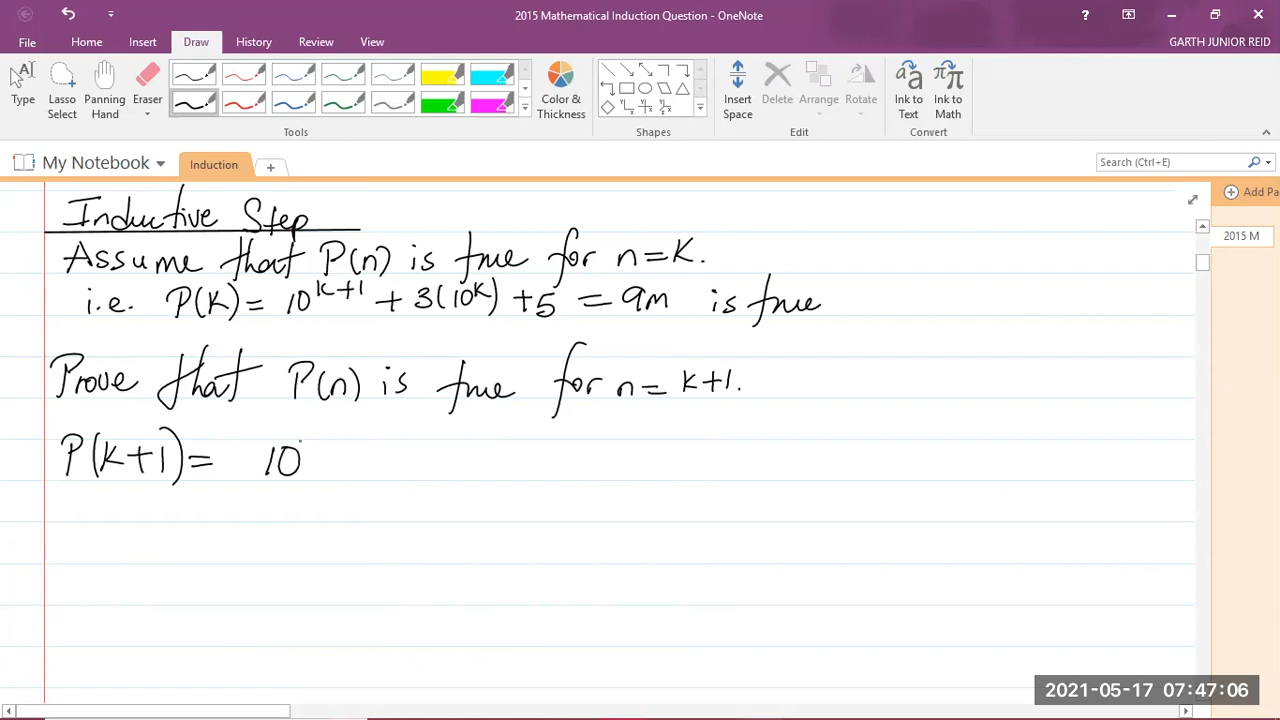 2015 Mathematical Induction Question - OneNote
File Home Insert Draw History Review View
GARTH JUNIOR REID
Type
Lasso Select
Panning Hand
Eraser
Color & Thickness
Insert Space
Delete
Arrange
Rotate
Ink to Text
Ink to Math
Tools
Shapes
Edit
Convert
My Notebook
Induction
Search (Ctrl+E)
Add Pa
2015 M
Inductive Step
Assume that P(n) is true for n=K.
i.e. P(K)= 10^{k+1} + 3(10^k) +5 = 9m is true
Prove that P(n) is true for n= k+1.
P(k+1)= 10
2021-05-17 07:47:06